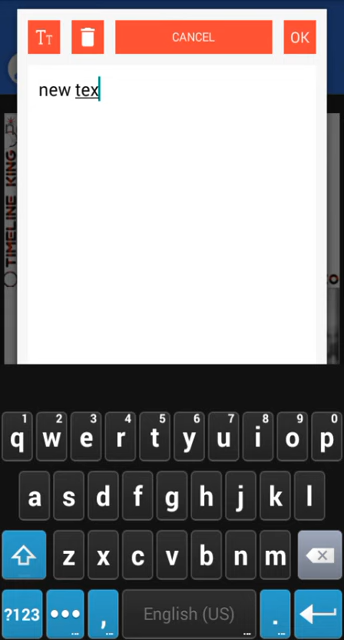 TT
CANCEL
OK
new tex
TIMELINE KING
1 2 3 4 5 6 7 8 9 0
q w e r t y u i o p
a s d f g h j k l
z x c v b n m
?123 ••• , English (US) .